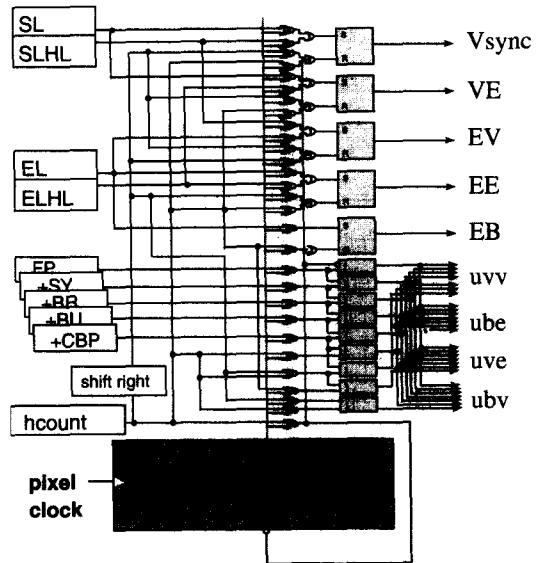 SL
SLHL
EL
ELHL
FP
+SY
+BR
+BU
+CBP
shift right
hcount
pixel
clock
Vsync
VE
EV
EE
EB
uvv
ube
uve
ubv
S
R
S
R
S
R
S
R
S
R